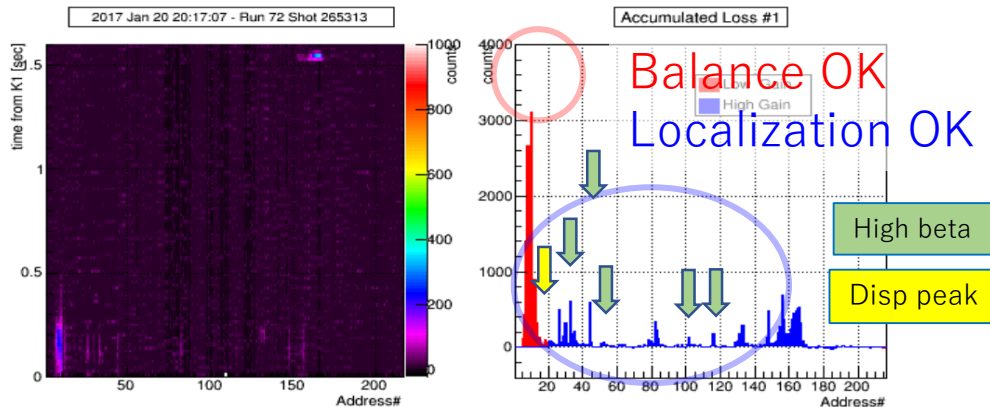 2017 Jan 20 20:17:07 - Run 72 Shot 265313
time from K1 [sec]
1.5
1
0.5
0
50
100
150
200
Address#
1000
800
600
400
200
0
counts
Accumulated Loss #1
counts
4000
3000
2000
1000
0
20
40
60
80
100
120
140
160
180
200
Address#
Balance OK
Low Gain
High Gain
Localization OK
High beta
Disp peak